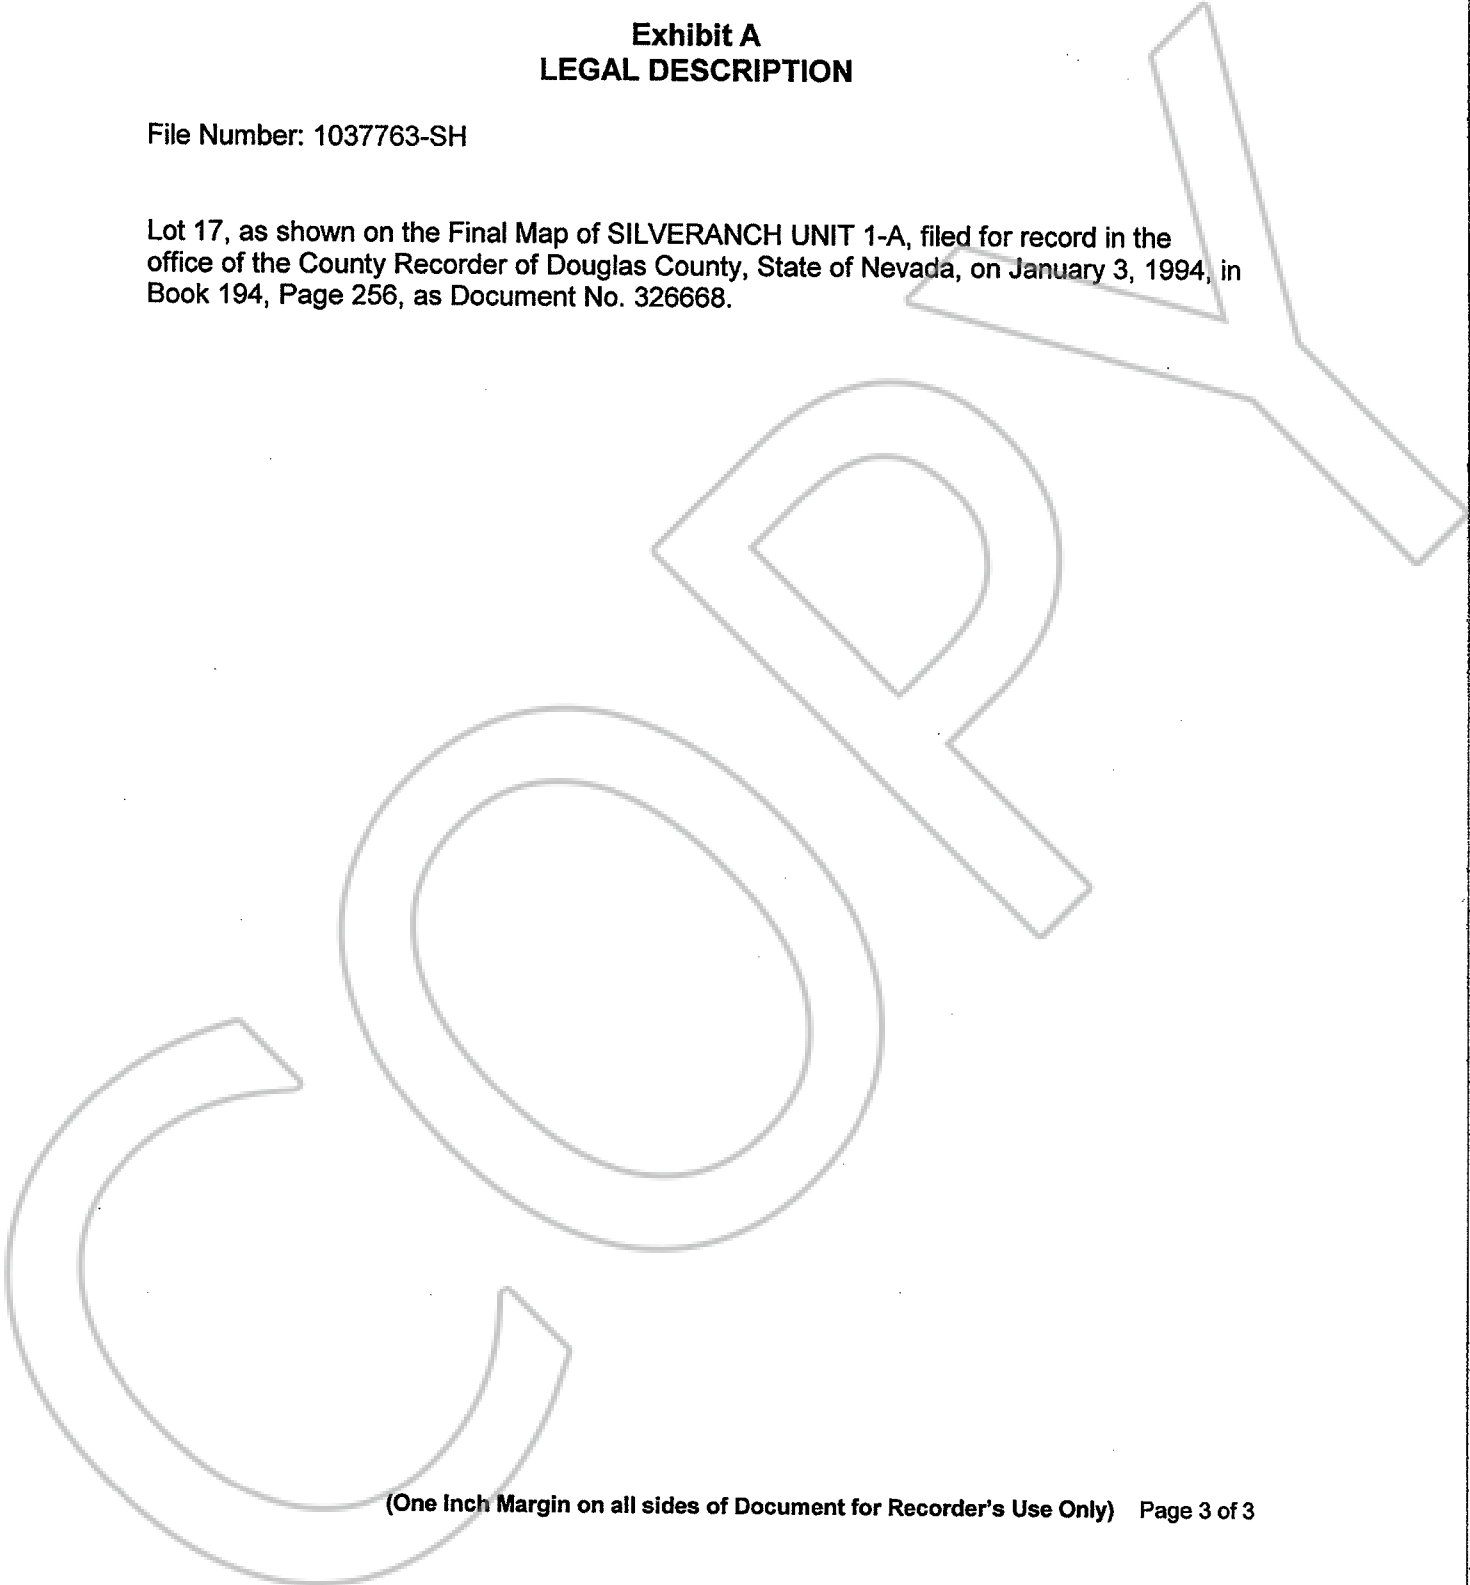 Exhibit A
LEGAL DESCRIPTION
File Number: 1037763-SH
Lot 17, as shown on the Final Map of SILVERANCH UNIT 1-A, filed for record in the
office of the County Recorder of Douglas County, State of Nevada, on January 3, 1994, in
Book 194, Page 256, as Document No. 326668.
COPY
(One Inch Margin on all sides of Document for Recorder's Use Only) Page 3 of 3